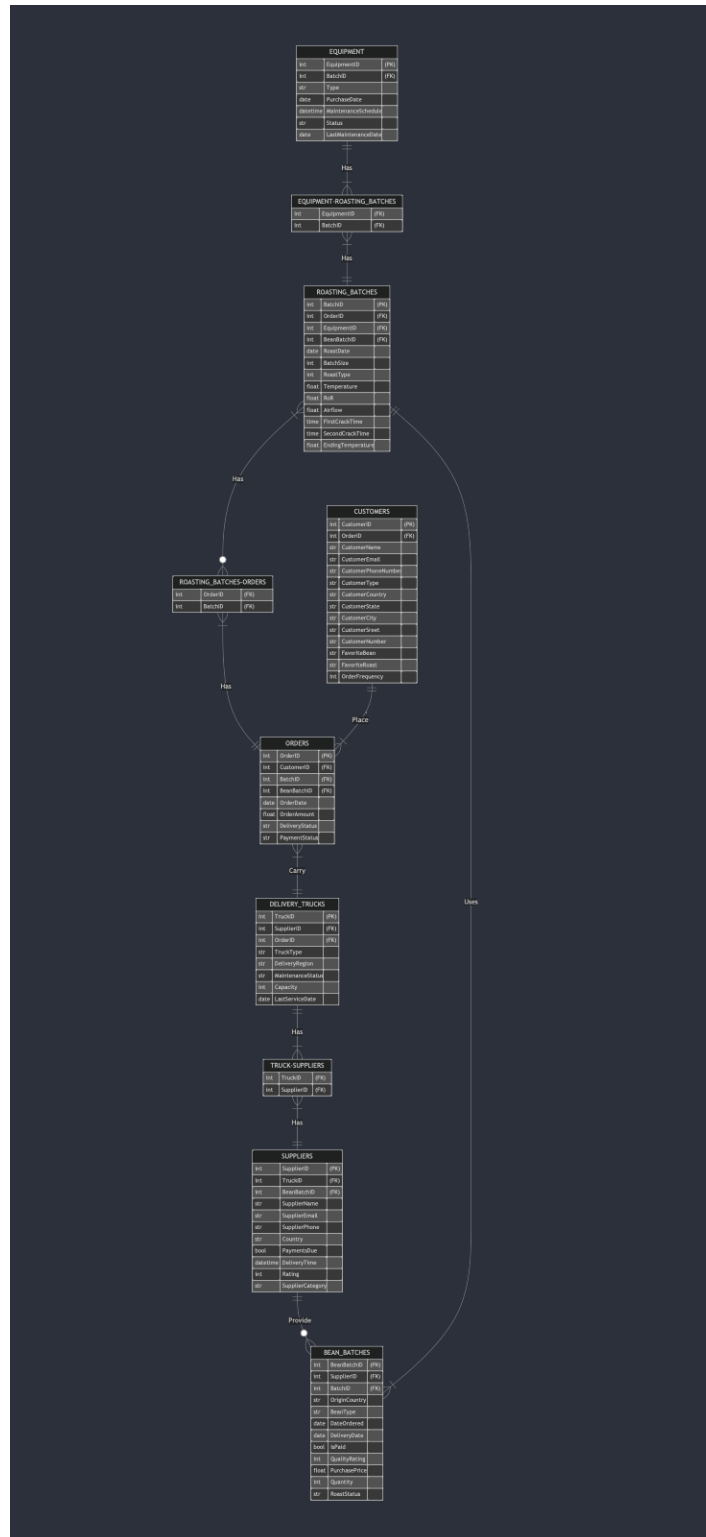 EQUIPMENT
int EquipmentID (PK)
int BatchID (FK)
str Type
date PurchaseDate
datetime MaintenanceSchedule
str Status
date LastMaintenanceDate
Has
EQUIPMENT-ROASTING_BATCHES
int EquipmentID (FK)
int BatchID (FK)
Has
ROASTING_BATCHES
int BatchID (PK)
int OrderID (FK)
int EquipmentID (FK)
int BeanBatchID (FK)
date RoastDate
int BatchSize
int RoastType
float Temperature
float RoR
float Airflow
time FirstCrackTime
time SecondCrackTime
float EndingTemperature
Has
CUSTOMERS
int CustomerID (PK)
int OrderID (FK)
str CustomerName
str CustomerEmail
str CustomerPhoneNumber
str CustomerType
str CustomerCountry
str CustomerState
str CustomerCity
str CustomerSreet
str CustomerNumber
str FavoriteBean
str FavoriteRoast
int OrderFrequency
ROASTING_BATCHES-ORDERS
int OrderID (FK)
int BatchID (FK)
Has
Place
ORDERS
int OrderID (PK)
int CustomerID (FK)
int BatchID (FK)
int BeanBatchID (FK)
date OrderDate
float OrderAmount
str DeliveryStatus
str PaymentStatus
Carry
Uses
DELIVERY_TRUCKS
int TruckID (PK)
int SupplierID (FK)
int OrderID (FK)
str TruckType
str DeliveryRegion
str MaintenanceStatus
int Capacity
date LastServiceDate
Has
TRUCK-SUPPLIERS
int TruckID (FK)
int SupplierID (FK)
Has
SUPPLIERS
int SupplierID (PK)
int TruckID (FK)
int BeanBatchID (FK)
str SupplierName
str SupplierEmail
str SupplierPhone
str Country
bool PaymentsDue
datetime DeliveryTime
int Rating
str SupplierCategory
Provide
BEAN_BATCHES
int BeanBatchID (PK)
int SupplierID (FK)
int BatchID (FK)
str OriginCountry
str BeanType
date DateOrdered
date DeliveryDate
bool IsPaid
int QualityRating
float PurchasePrice
int Quantity
str RoastStatus